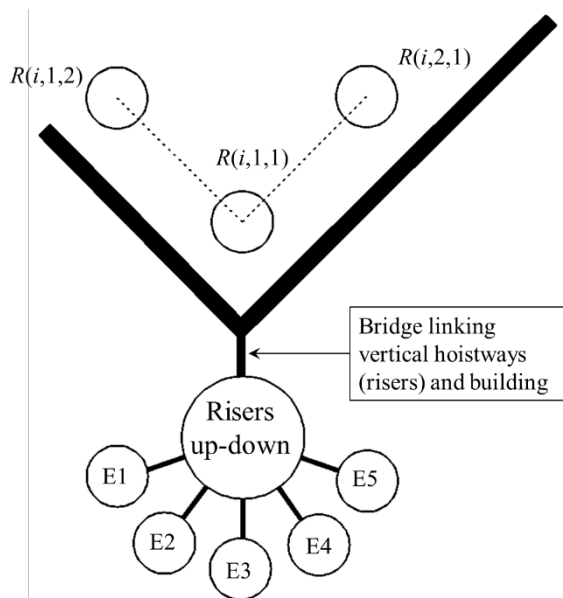 R(i,2,1)
R(i,1,2)
R(i,1,1)
Bridge linking
vertical hoistways
(risers) and building
Risers
up-down
E1
E5
E2
E4
E3